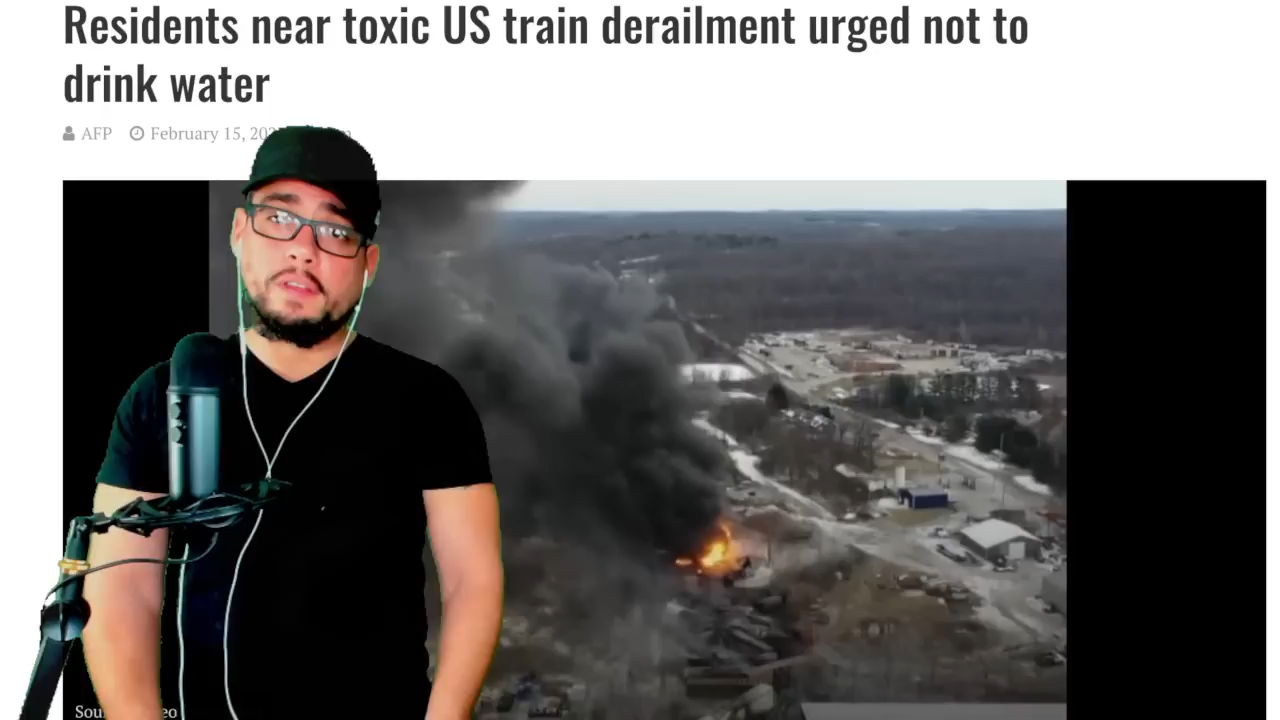 Residents near toxic US train derailment urged not to
drink water
AFP February 15,